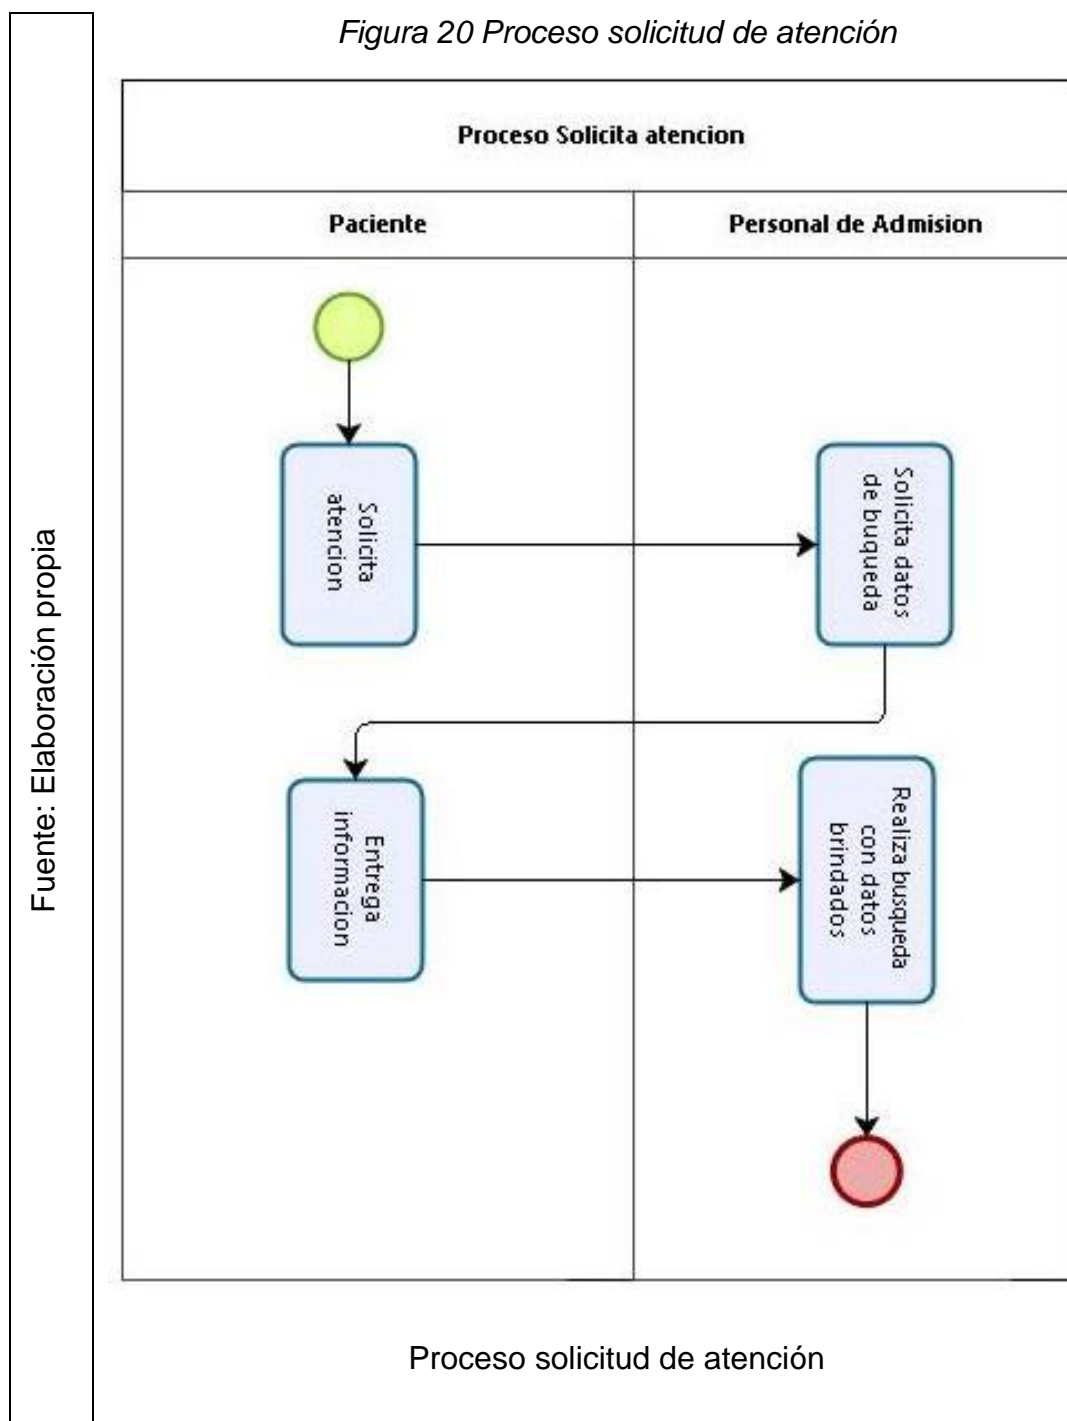 Figura 20 Proceso solicitud de atención
Proceso Solicita atencion
Paciente
Personal de Admision
Solicita
atencion
Solicita datos
de buqueda
Entrega
informacion
Realiza busqueda
con datos
brindados
Proceso solicitud de atención
Fuente: Elaboración propia